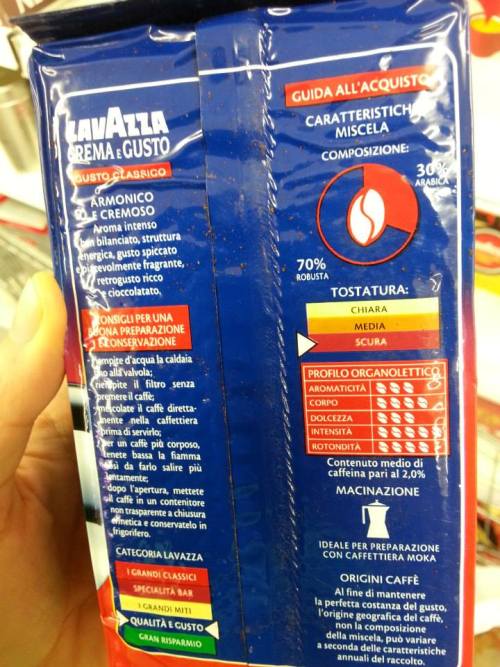 LAVAZZA
CREMA E GUSTO
GUSTO CLASSICO
ARMONICO
E CREMOSO
Aroma intenso
ben bilanciato, struttura
energica, gusto spiccato
e piacevolmente fragrante,
retrogusto ricco
e cioccolatato.
CONSIGLI PER UNA
BUONA PREPARAZIONE
E CONSERVAZIONE
riempite d'acqua la caldaia
fino alla valvola;
riempite il filtro senza
premere il caffè;
mescolate il caffè diretta-
mente nella caffettiera
prima di servirlo;
per un caffè più corposo,
tenete bassa la fiamma
così da farlo salire più
lentamente;
dopo l'apertura, mettete
il caffè in un contenitore
non trasparente a chiusura
ermetica e conservatelo in
frigorifero.
CATEGORIA LAVAZZA
I GRANDI CLASSICI
SPECIALITÀ BAR
I GRANDI MITI
QUALITÀ E GUSTO
GRAN RISPARMIO
GUIDA ALL'ACQUISTO
CARATTERISTICHE
MISCELA
COMPOSIZIONE:
30%
ARABICA
70%
ROBUSTA
TOSTATURA:
CHIARA
MEDIA
SCURA
PROFILO ORGANOLETTICO
AROMATICITÀ
CORPO
DOLCEZZA
INTENSITÀ
ROTONDITÀ
Contenuto medio di
caffeina pari al 2,0%
MACINAZIONE
IDEALE PER PREPARAZIONE
CON CAFFETTIERA MOKA
ORIGINI CAFFÈ
Al fine di mantenere
la perfetta costanza del gusto,
l'origine geografica del caffè,
non la composizione
della miscela, può variare
a seconda delle caratteristiche
annuali del raccolto.